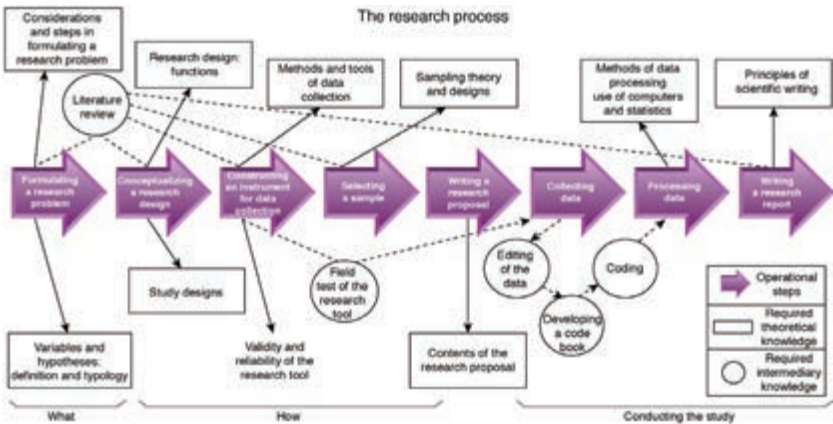 The research process
Considerations
and steps in
formulating a
research problem
Literature
review
Research design:
functions
Methods and tools
of data
collection
Sampling theory
and designs
Methods of data
processing
use of computers
and statistics
Principles of
scientific writing
Formulating
a research
problem
Conceptualizing
a research
design
Constructing
an instrument
for data
collection
Selecting
a sample
Writing a
research
proposal
Collecting
data
Processing
data
Writing
a research
report
Study designs
Field
test of the
research
tool
Editing
of the
data
Coding
Developing
a code
book
Variables and
hypotheses:
definition and typology
Validity and
reliability of the
research tool
Contents of the
research proposal
Operational
steps
Required
theoretical
knowledge
Required
intermediary
knowledge
What
How
Conducting the study